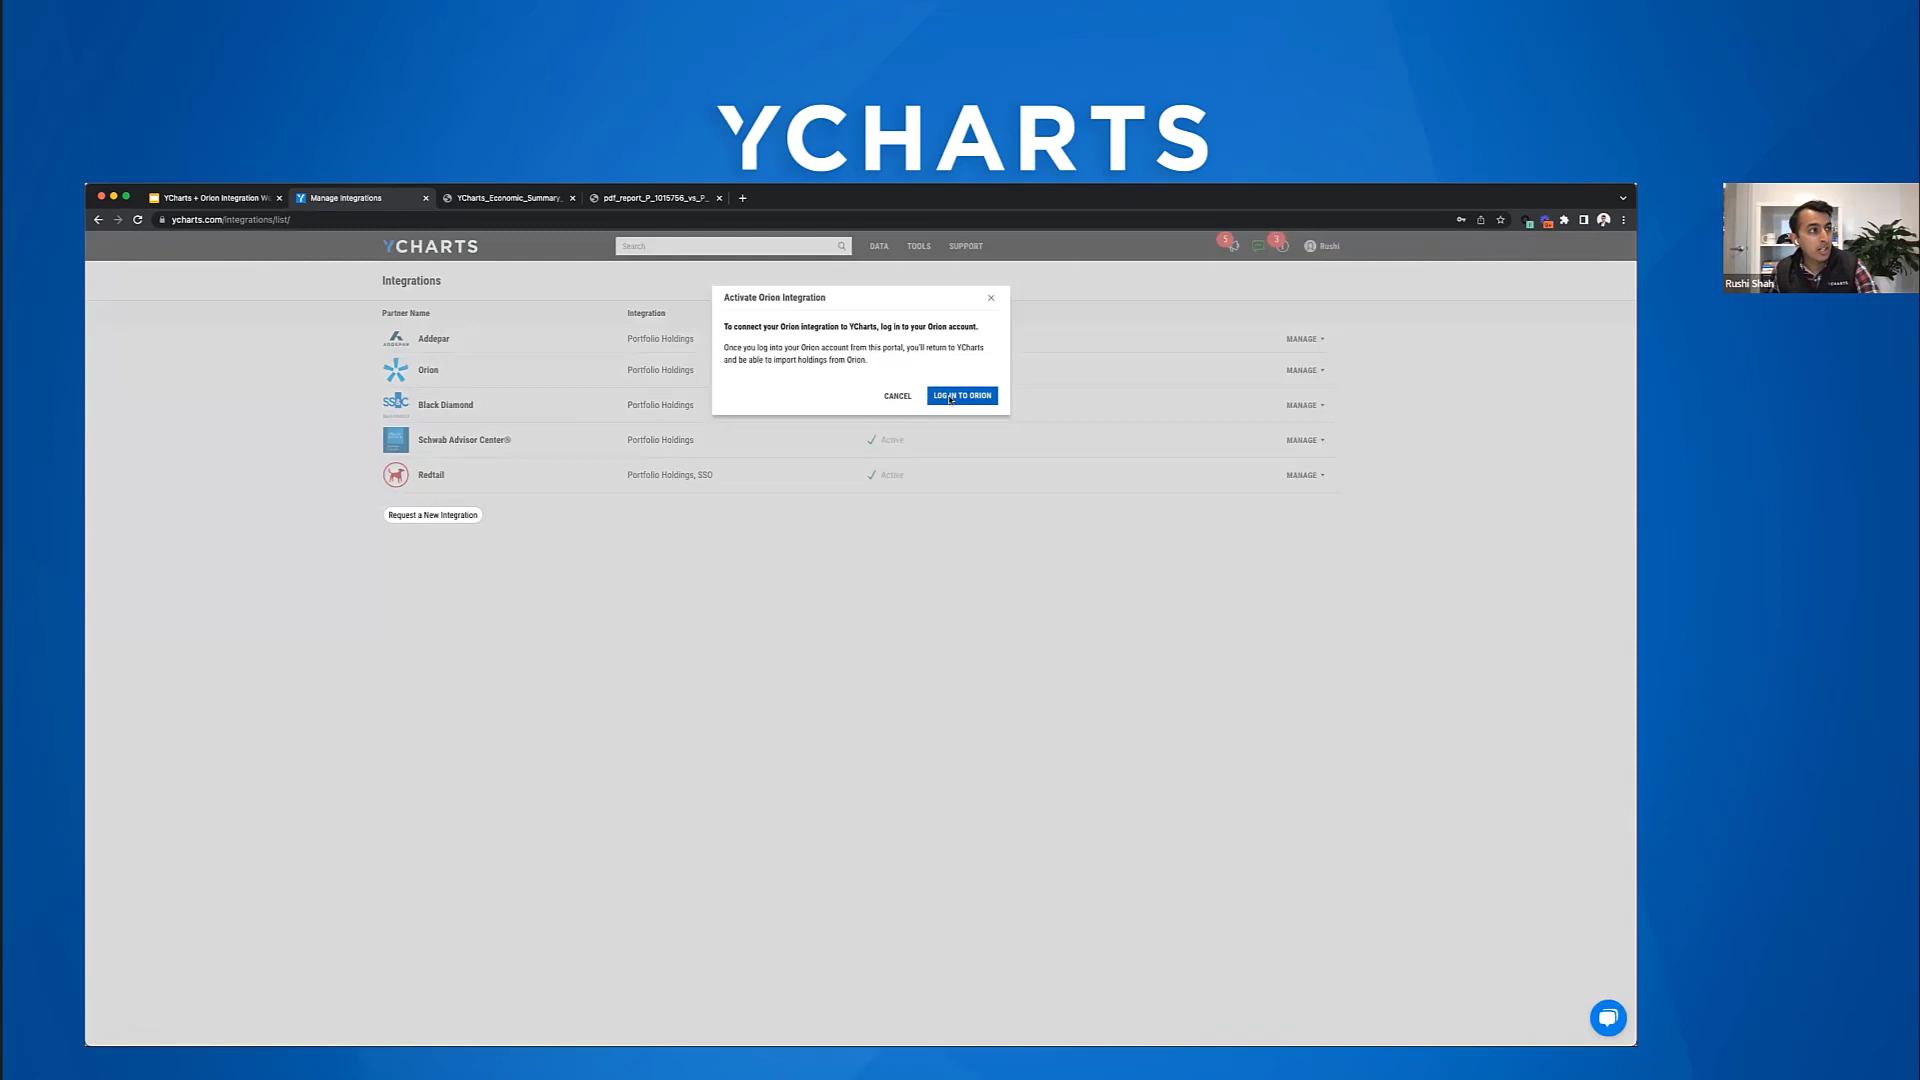 YCHARTS
YCharts + Orion Integration W
Manage Integrations
YCharts_Economic_Summary_
pdf_report_P_1015756_vs_P_
ycharts.com/integrations/list/
YCHARTS
Search
DATA
TOOLS
SUPPORT
5
3
Rushi
Rushi Shah
Integrations
Activate Orion Integration
Partner Name
Integration
To connect your Orion integration to YCharts, log in to your Orion account.
Addepar
Portfolio Holdings
MANAGE
Once you log into your Orion account from this portal, you'll return to YCharts
and be able to import holdings from Orion.
ADDEPAR
Orion
Portfolio Holdings
MANAGE
CANCEL
LOG IN TO ORION
SS&C
Black Diamond
Portfolio Holdings
MANAGE
Schwab Advisor Center®
Portfolio Holdings
Active
MANAGE
Redtail
Portfolio Holdings, SSO
Active
MANAGE
Request a New Integration